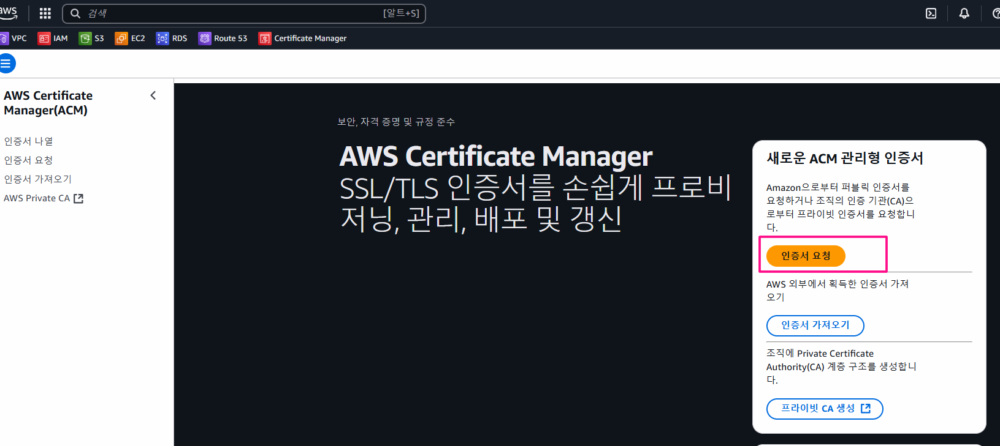 aws
검색
[알트+S]
VPC
IAM
S3
EC2
RDS
Route 53
Certificate Manager
AWS Certificate
Manager(ACM)
인증서 나열
인증서 요청
인증서 가져오기
AWS Private CA
보안, 자격 증명 및 규정 준수
AWS Certificate Manager
SSL/TLS 인증서를 손쉽게 프로비
저닝, 관리, 배포 및 갱신
새로운 ACM 관리형 인증서
Amazon으로부터 퍼블릭 인증서를
요청하거나 조직의 인증 기관(CA)으
로부터 프라이빗 인증서를 요청합니
다.
인증서 요청
AWS 외부에서 획득한 인증서 가져
오기
인증서 가져오기
조직에 Private Certificate
Authority(CA) 계층 구조를 생성합니
다.
프라이빗 CA 생성